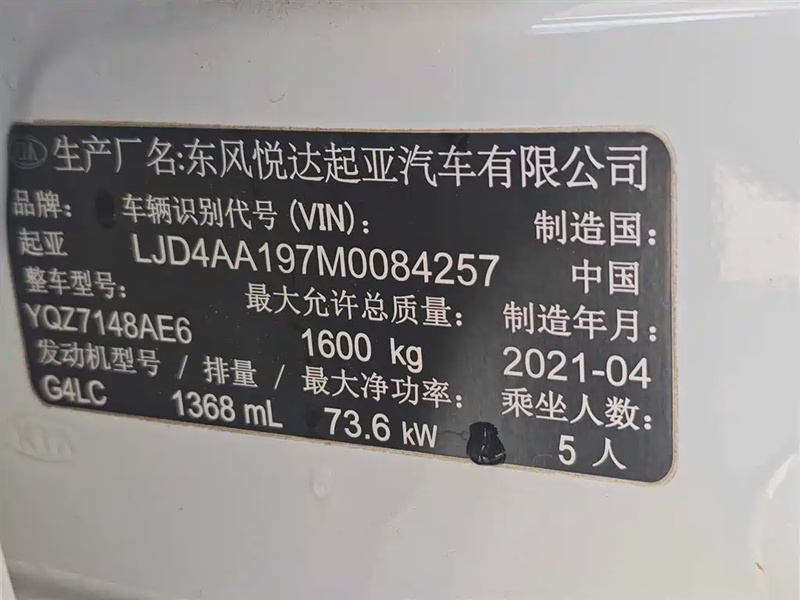 KIA 生产厂名:东风悦达起亚汽车有限公司
品牌: 车辆识别代号(VIN): 制造国:
起亚 LJD4AA197M0084257 中国
整车型号: 最大允许总质量: 制造年月:
YQZ7148AE6 1600 kg 2021-04
发动机型号 / 排量 / 最大净功率: 乘坐人数:
G4LC 1368 mL 73.6 kW 5 人